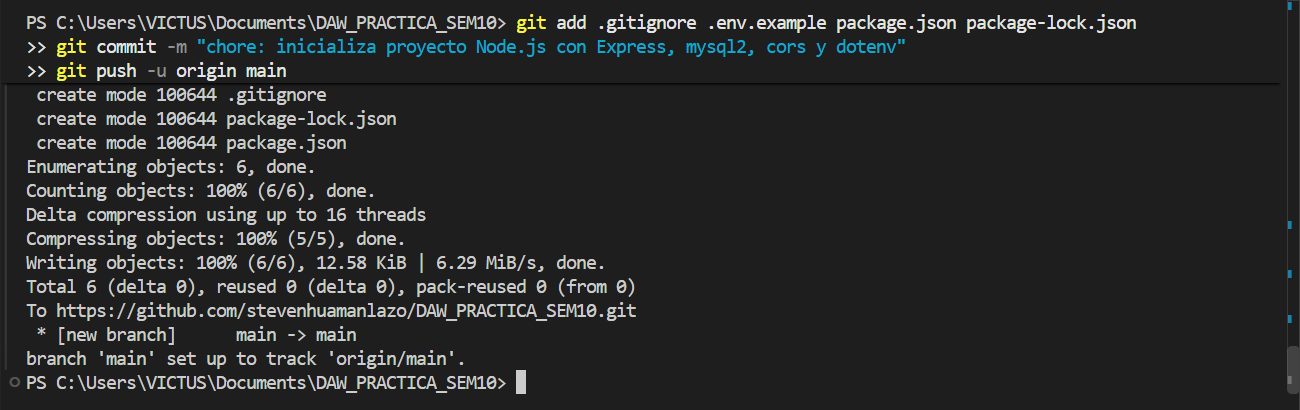 PS C:\Users\VICTUS\Documents\DAW_PRACTICA_SEM10> git add .gitignore .env.example package.json package-lock.json
>> git commit -m "chore: inicializa proyecto Node.js con Express, mysql2, cors y dotenv"
>> git push -u origin main
create mode 100644 .gitignore
create mode 100644 package-lock.json
create mode 100644 package.json
Enumerating objects: 6, done.
Counting objects: 100% (6/6), done.
Delta compression using up to 16 threads
Compressing objects: 100% (5/5), done.
Writing objects: 100% (6/6), 12.58 KiB | 6.29 MiB/s, done.
Total 6 (delta 0), reused 0 (delta 0), pack-reused 0 (from 0)
To https://github.com/stevenhuamanlazo/DAW_PRACTICA_SEM10.git
* [new branch]      main -> main
branch 'main' set up to track 'origin/main'.
PS C:\Users\VICTUS\Documents\DAW_PRACTICA_SEM10>